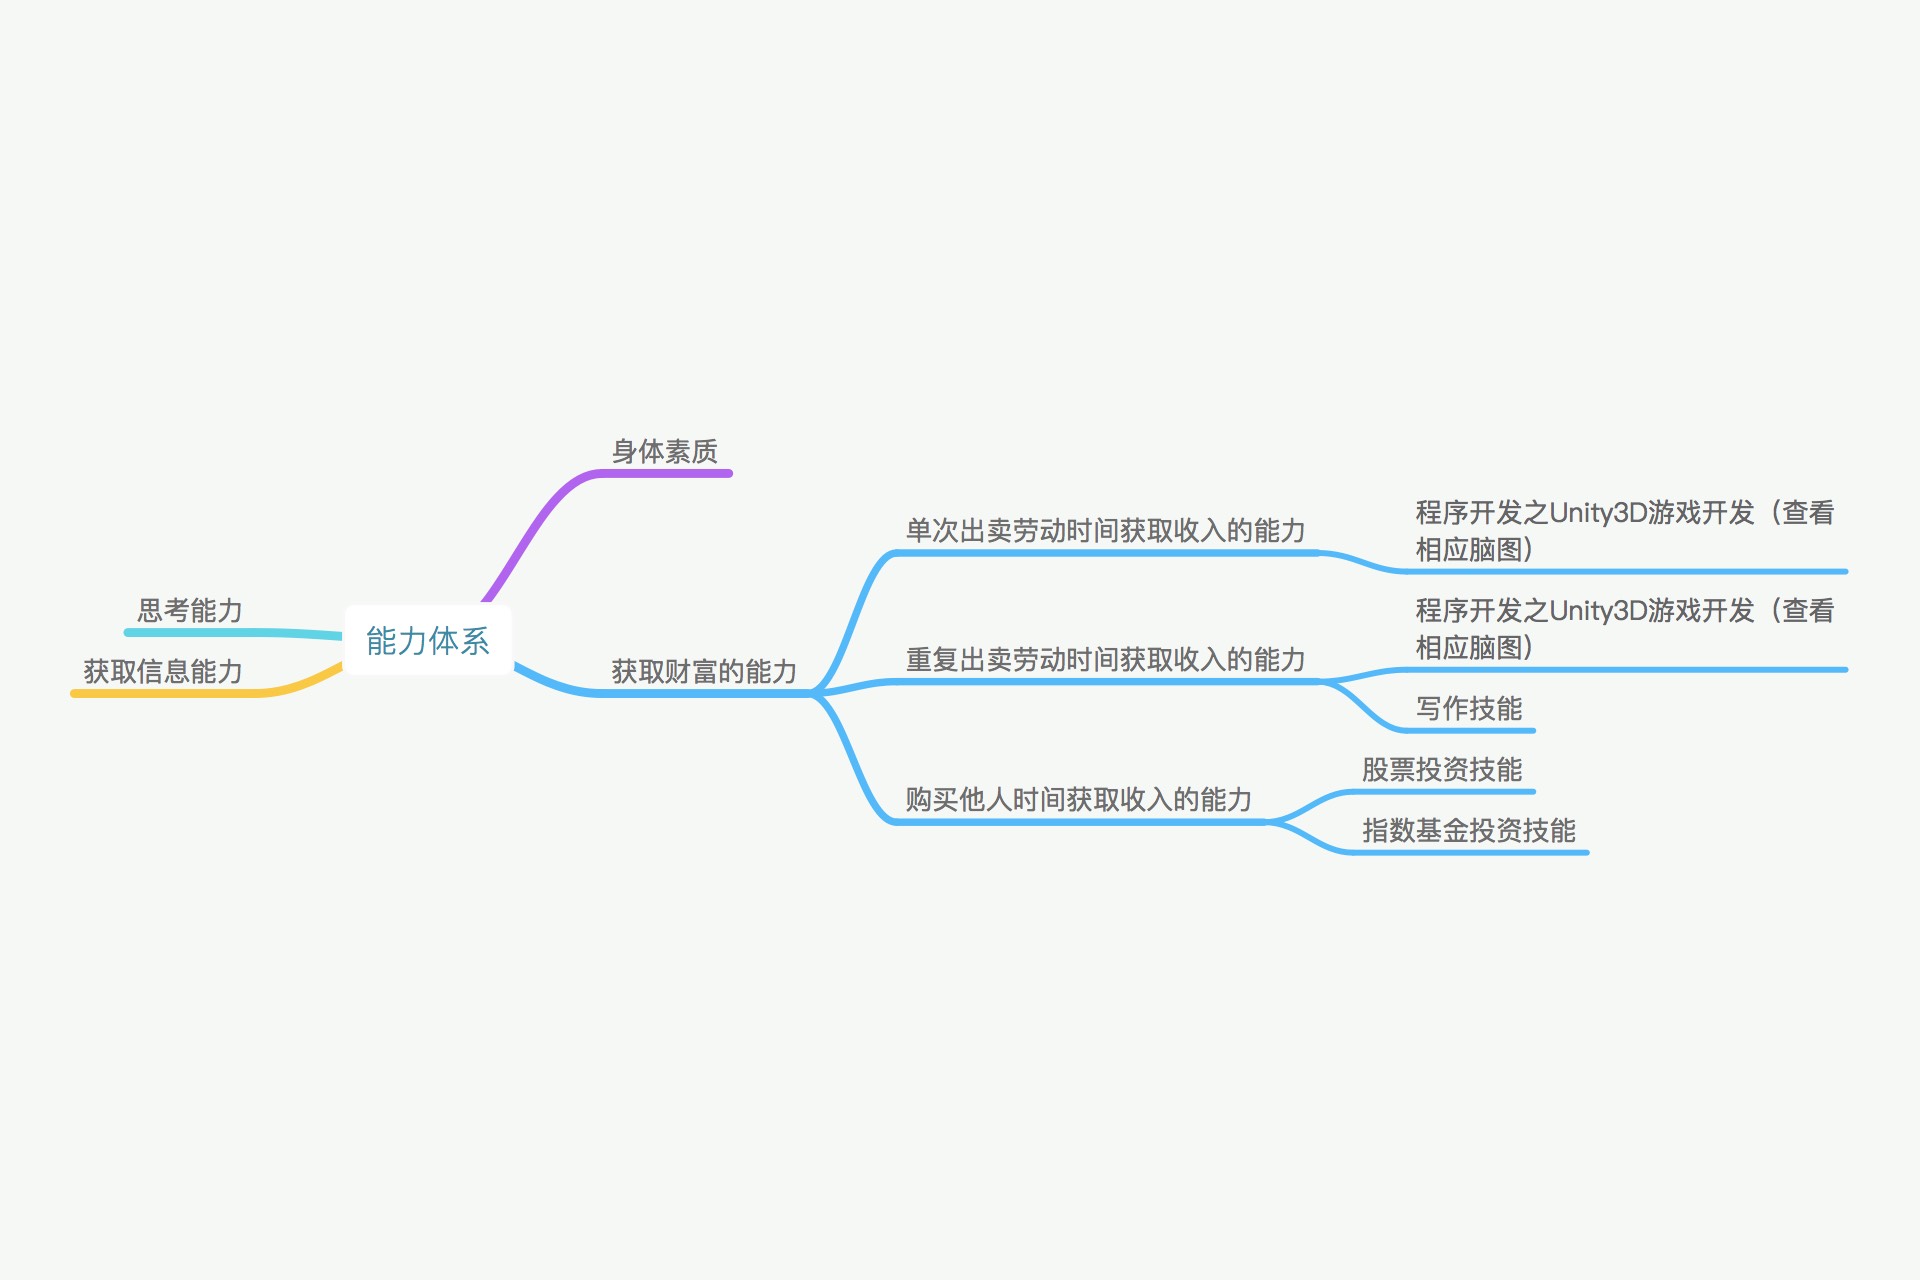 身体素质
单次出卖劳动时间获取收入的能力
程序开发之Unity3D游戏开发（查看
相应脑图）
思考能力
能力体系
获取信息能力
获取财富的能力
重复出卖劳动时间获取收入的能力
程序开发之Unity3D游戏开发（查看
相应脑图）
写作技能
购买他人时间获取收入的能力
股票投资技能
指数基金投资技能